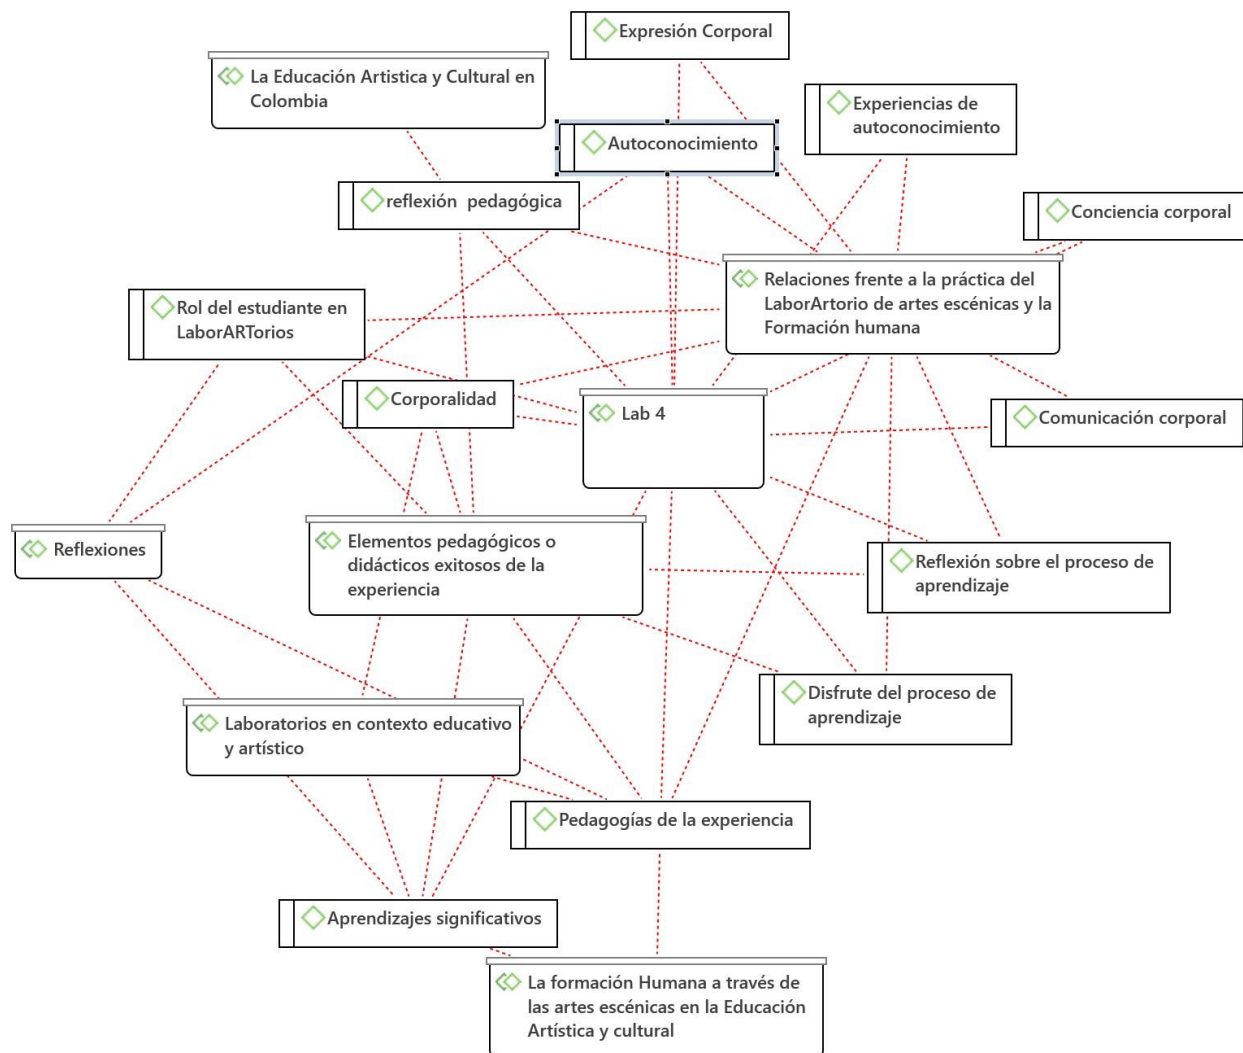 Expresión Corporal
La Educación Artistica y Cultural en
Colombia
Experiencias de
autoconocimiento
Autoconocimiento
reflexión  pedagógica
Conciencia corporal
Relaciones frente a la práctica del
LaborArtorio de artes escénicas y la
Formación humana
Rol del estudiante en
LaborARTorios
Corporalidad
Lab 4
Comunicación corporal
Reflexiones
Elementos pedagógicos o
didácticos exitosos de la
experiencia
Reflexión sobre el proceso de
aprendizaje
Disfrute del proceso de
aprendizaje
Laboratorios en contexto educativo
y artístico
Pedagogías de la experiencia
Aprendizajes significativos
La formación Humana a través de
las artes escénicas en la Educación
Artística y cultural